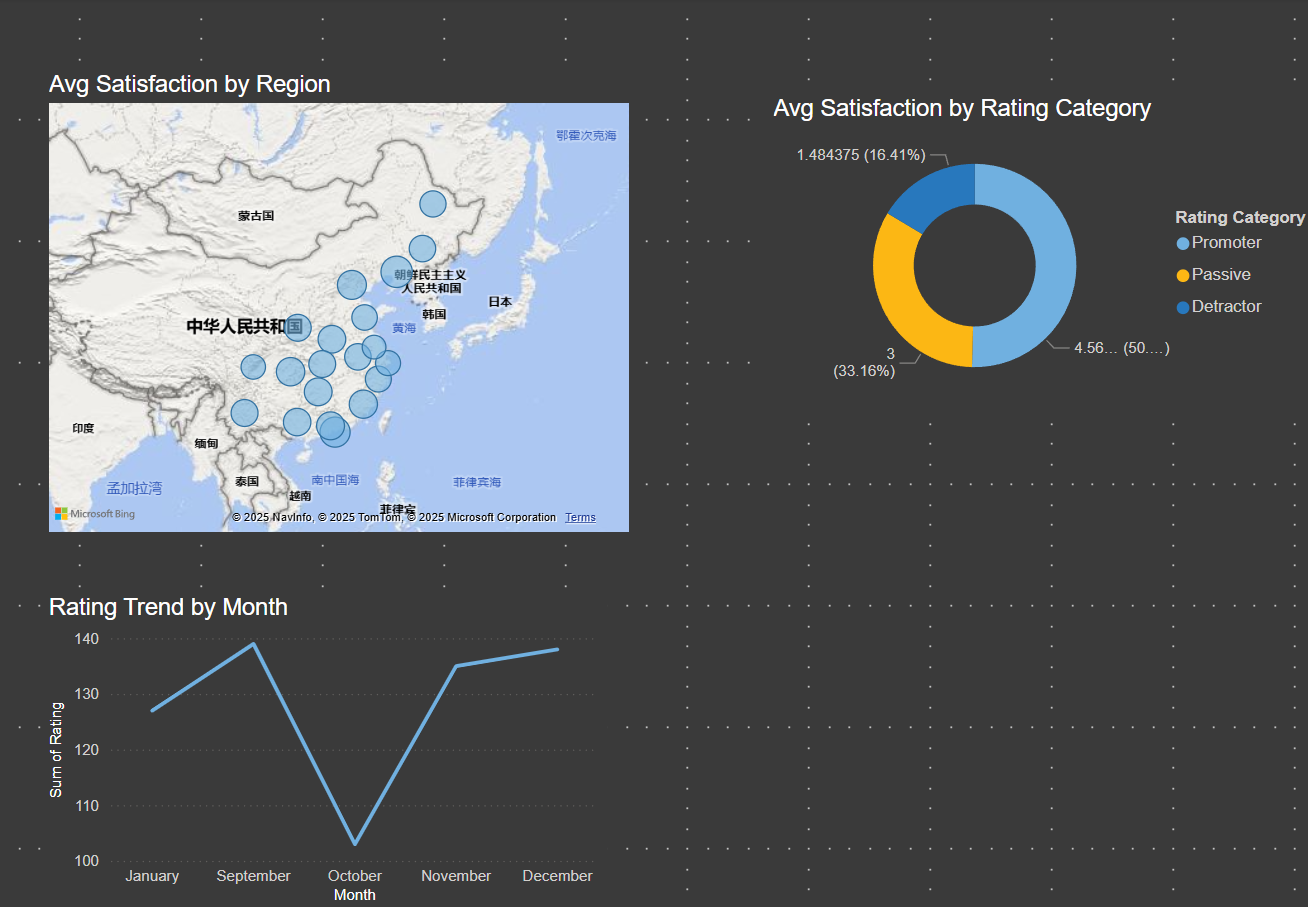 Avg Satisfaction by Region
鄂霍次克海
蒙古国
朝鲜民主主义
人民共和国
日本
韩国
中华人民共和国
黄海
印度
缅甸
孟加拉湾
泰国
南中国海
越南
菲律宾海
菲律宾
Microsoft Bing
© 2025 NavInfo, © 2025 TomTom, © 2025 Microsoft Corporation Terms
Avg Satisfaction by Rating Category
1.484375 (16.41%)
3
(33.16%)
4.56... (50....)
Rating Category
Promoter
Passive
Detractor
Rating Trend by Month
140
130
120
110
100
Sum of Rating
January September October November December
Month